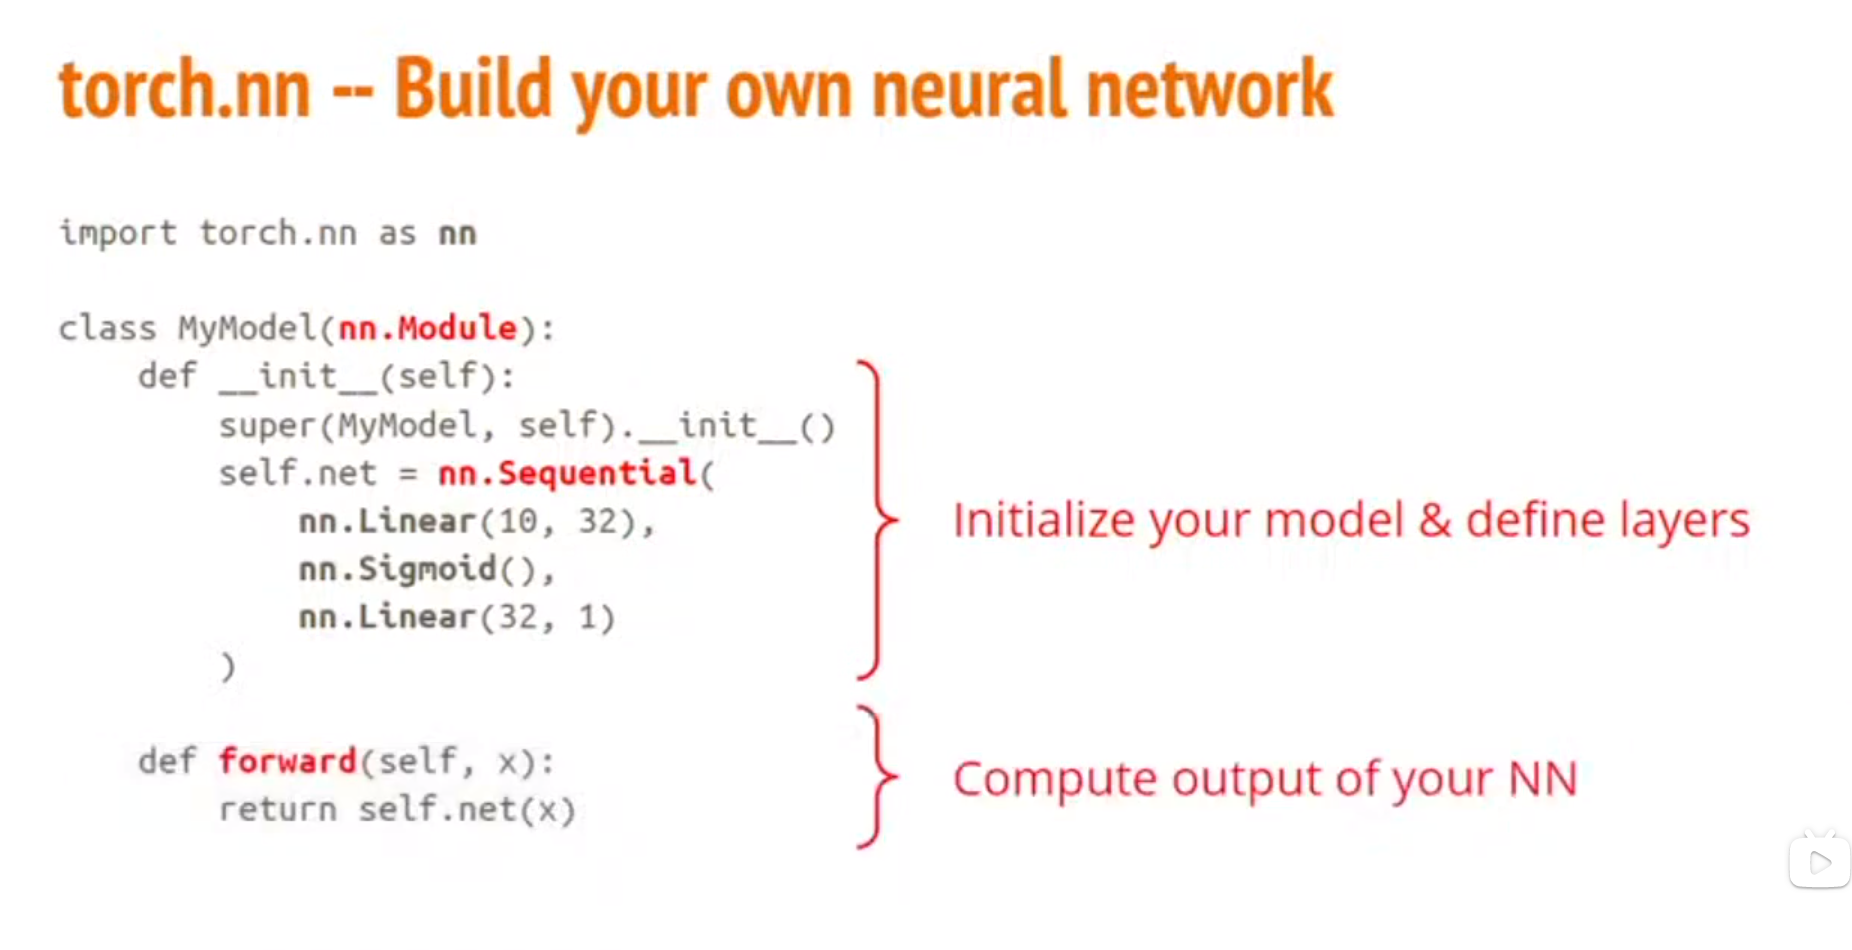 torch.nn -- Build your own neural network
import torch.nn as nn
class MyModel(nn.Module):
    def __init__(self):
        super(MyModel, self).__init__()
        self.net = nn.Sequential(
            nn.Linear(10, 32),
            nn.Sigmoid(),
            nn.Linear(32, 1)
        )
Initialize your model & define layers
    def forward(self, x):
        return self.net(x)
Compute output of your NN